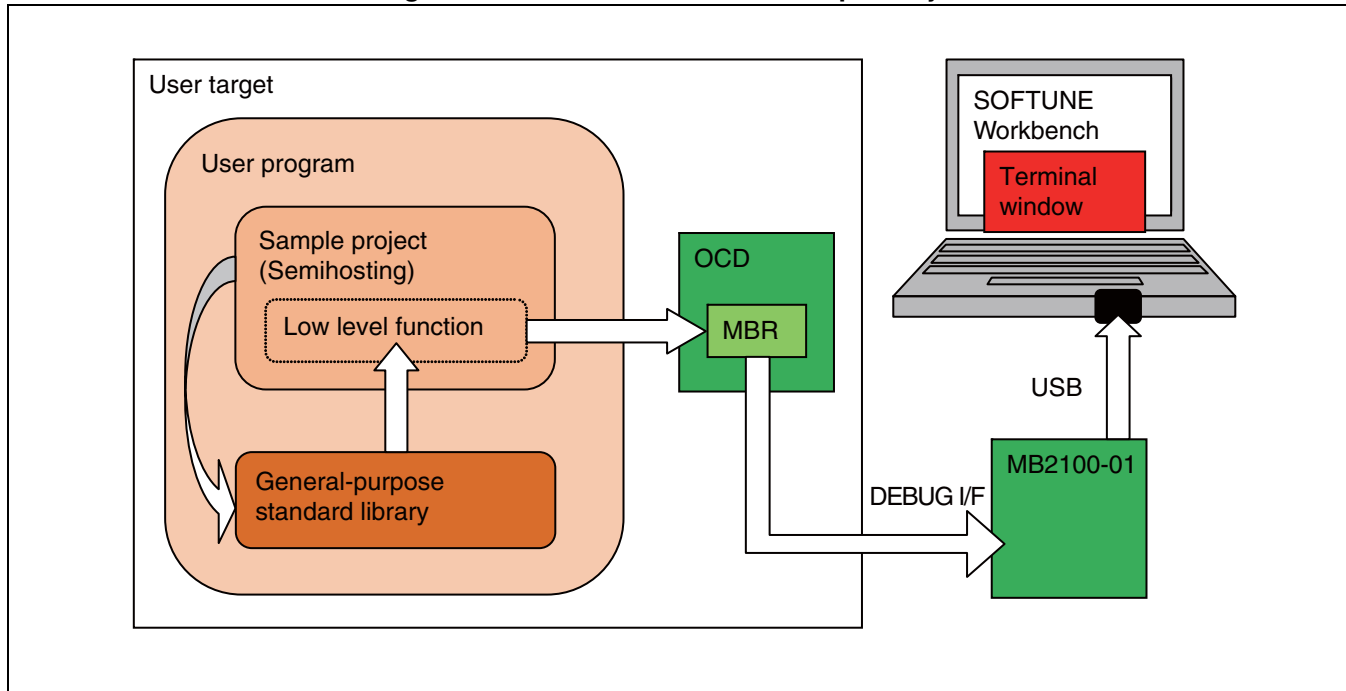 User target
User program
Sample project
(Semihosting)
Low level function
General-purpose
standard library
OCD
MBR
DEBUG I/F
MB2100-01
USB
SOFTUNE
Workbench
Terminal
window